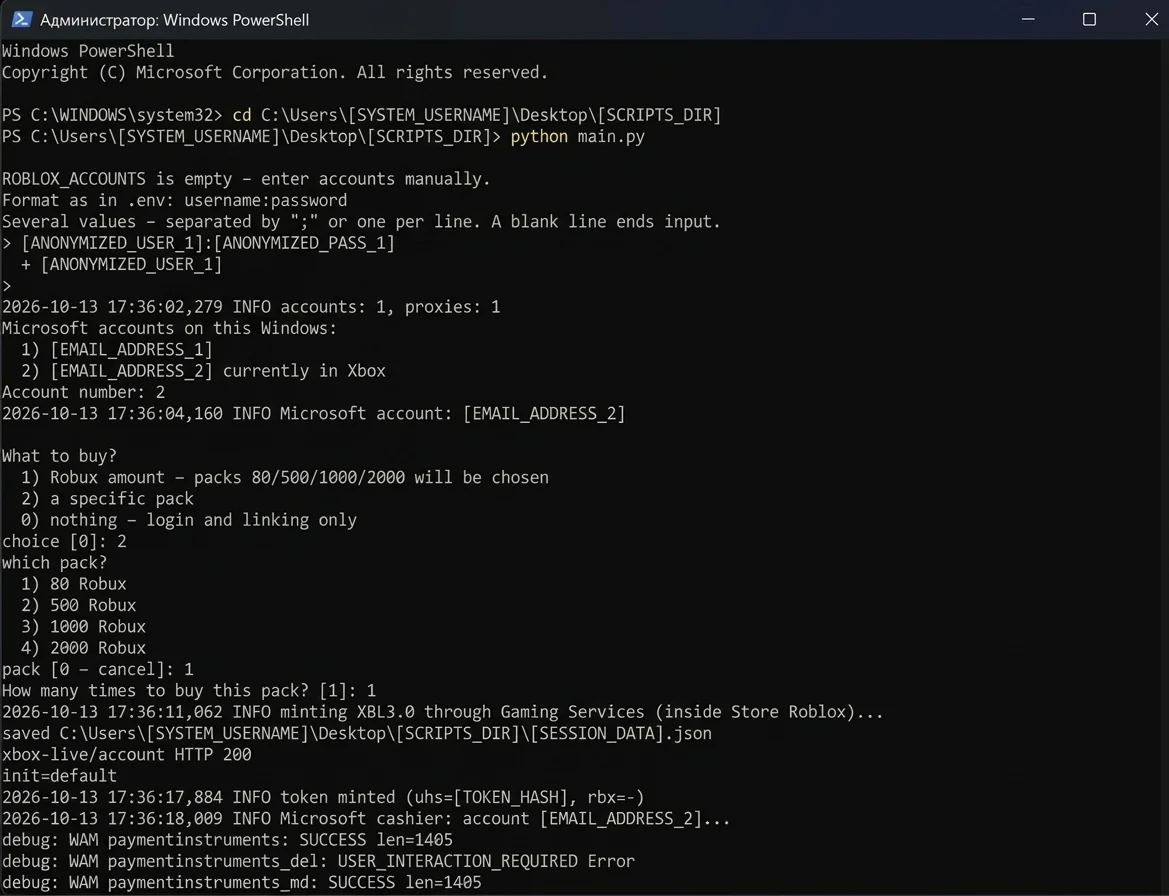 Администратор: Windows PowerShell
Windows PowerShell
Copyright (C) Microsoft Corporation. All rights reserved.
PS C:\WINDOWS\system32> cd C:\Users\[SYSTEM_USERNAME]\Desktop\[SCRIPTS_DIR]
PS C:\Users\[SYSTEM_USERNAME]\Desktop\[SCRIPTS_DIR]> python main.py
ROBLOX_ACCOUNTS is empty – enter accounts manually.
Format as in .env: username:password
Several values – separated by ";" or one per line. A blank line ends input.
> [ANONYMIZED_USER_1]:[ANONYMIZED_PASS_1]
  + [ANONYMIZED_USER_1]
>
2026-10-13 17:36:02,279 INFO accounts: 1, proxies: 1
Microsoft accounts on this Windows:
  1) [EMAIL_ADDRESS_1]
  2) [EMAIL_ADDRESS_2] currently in Xbox
Account number: 2
2026-10-13 17:36:04,160 INFO Microsoft account: [EMAIL_ADDRESS_2]
What to buy?
  1) Robux amount – packs 80/500/1000/2000 will be chosen
  2) a specific pack
  0) nothing – login and linking only
choice [0]: 2
which pack?
  1) 80 Robux
  2) 500 Robux
  3) 1000 Robux
  4) 2000 Robux
pack [0 – cancel]: 1
How many times to buy this pack? [1]: 1
2026-10-13 17:36:11,062 INFO minting XBL3.0 through Gaming Services (inside Store Roblox)...
saved C:\Users\[SYSTEM_USERNAME]\Desktop\[SCRIPTS_DIR]\[SESSION_DATA].json
xbox-live/account HTTP 200
init=default
2026-10-13 17:36:17,884 INFO token minted (uhs=[TOKEN_HASH], rbx=-)
2026-10-13 17:36:18,009 INFO Microsoft cashier: account [EMAIL_ADDRESS_2]...
debug: WAM paymentinstruments: SUCCESS len=1405
debug: WAM paymentinstruments_del: USER_INTERACTION_REQUIRED Error
debug: WAM paymentinstruments_md: SUCCESS len=1405